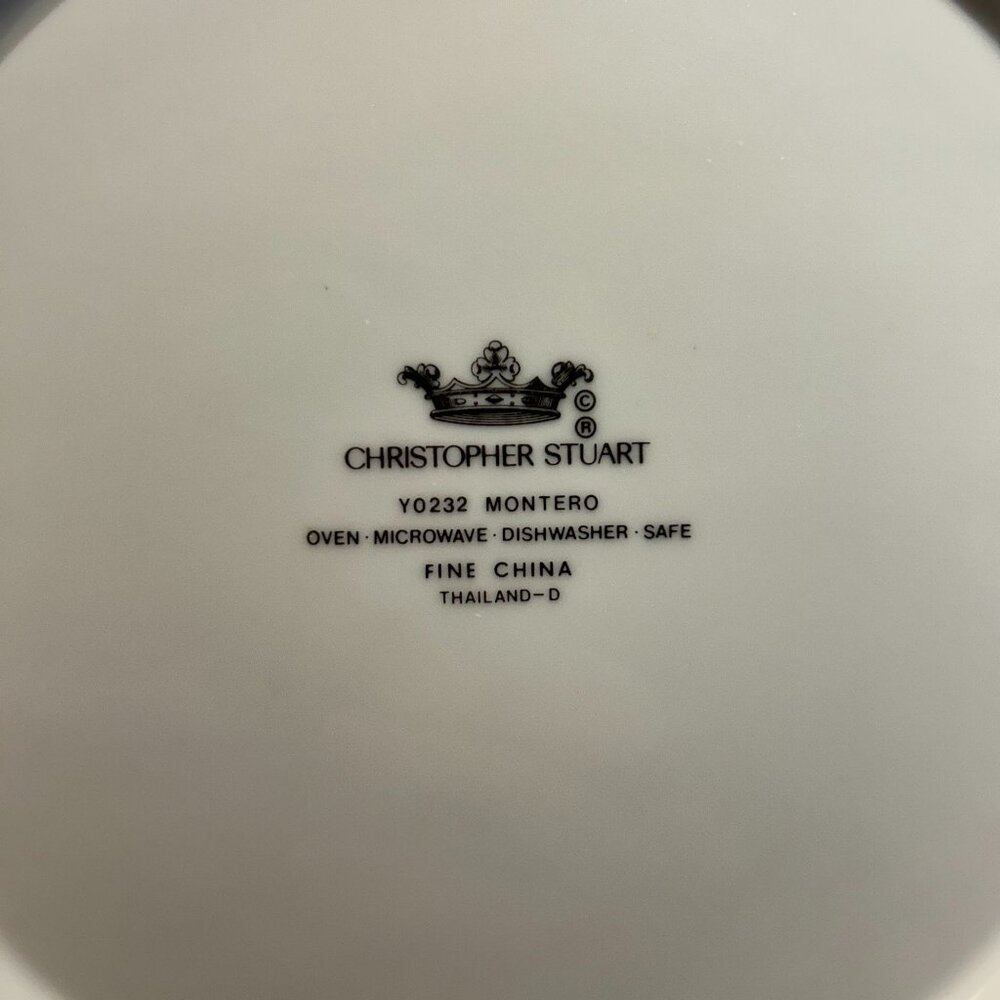 ©
®
CHRISTOPHER STUART
Y0232 MONTERO
OVEN · MICROWAVE · DISHWASHER · SAFE
FINE CHINA
THAILAND-D